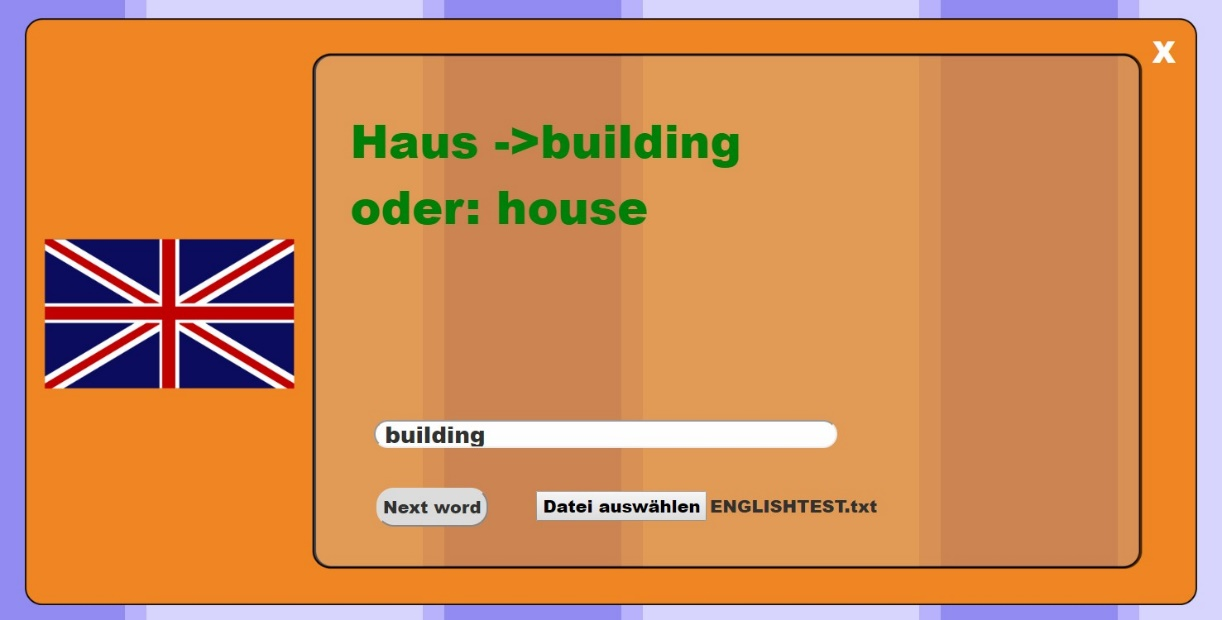 X
Haus ->building
oder: house
building
Next word
Datei auswählen ENGLISHTEST.txt